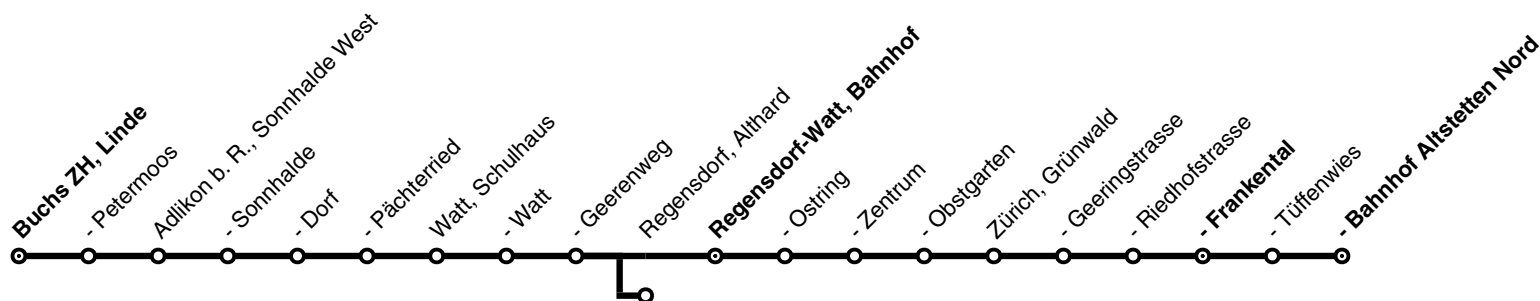 Buchs ZH, Linde
- Petermoos
Adlikon b. R., Sonnhalde West
- Sonnhalde
- Dorf
- Pächterried
Watt, Schulhaus
- Watt
- Geerenweg
Regensdorf, Althard
Regensdorf-Watt, Bahnhof
- Ostring
- Zentrum
- Obstgarten
Zürich, Grünwald
- Geeringstrasse
- Riedhofstrasse
- Frankental
- Tüffenwies
- Bahnhof Altstetten Nord